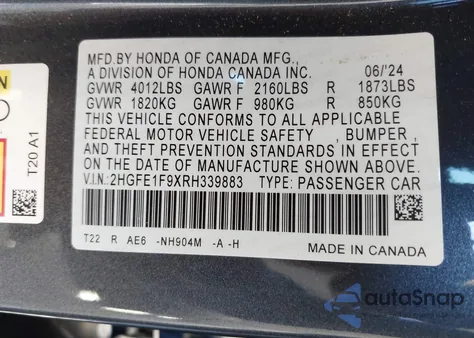 MFD.BY HONDA OF CANADA MFG.,
A DIVISION OF HONDA CANADA INC. 06/'24
GVWR 4012LBS GAWR F 2160LBS R 1873LBS
GVWR 1820KG GAWR F 980KG R 850KG
THIS VEHICLE CONFORMS TO ALL APPLICABLE
FEDERAL MOTOR VEHICLE SAFETY , BUMPER ,
AND THEFT PREVENTION STANDARDS IN EFFECT
ON THE DATE OF MANUFACTURE SHOWN ABOVE.
V.I.N: 2HGFE1F9XRH339883 TYPE: PASSENGER CAR
T22 R AE6 -NH904M -A -H
MADE IN CANADA
T20 A1
autoSnap